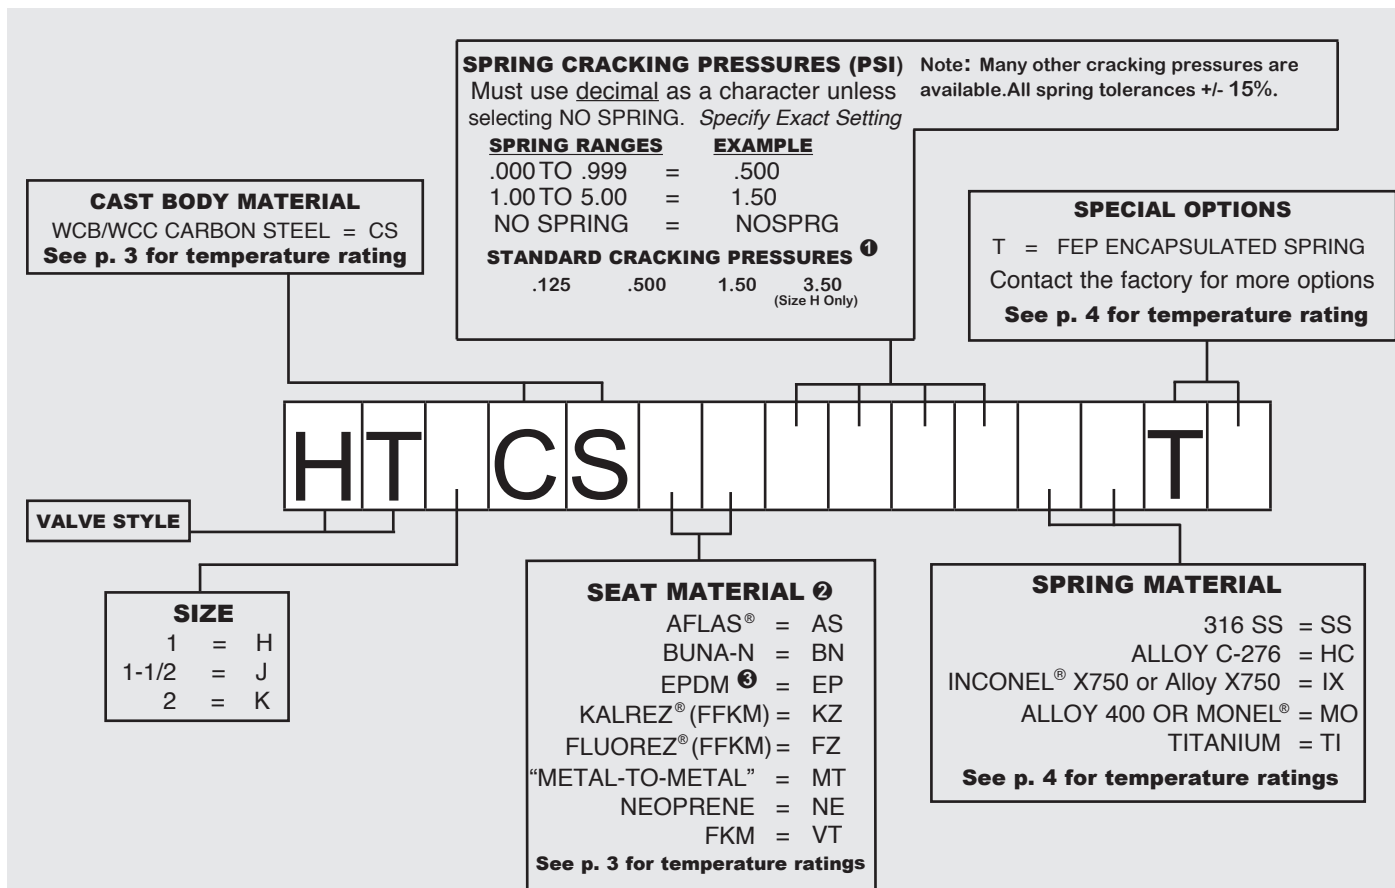 SPRING CRACKING PRESSURES (PSI)
Must use decimal as a character unless
selecting NO SPRING. Specify Exact Setting
SPRING RANGES EXAMPLE
.000 TO .999 = .500
1.00 TO 5.00 = 1.50
NO SPRING = NOSPRG
STANDARD CRACKING PRESSURES ❶
.125 .500 1.50 3.50
(Size H Only)
Note: Many other cracking pressures are
available.All spring tolerances +/- 15%.
CAST BODY MATERIAL
WCB/WCC CARBON STEEL = CS
See p. 3 for temperature rating
SPECIAL OPTIONS
T = FEP ENCAPSULATED SPRING
Contact the factory for more options
See p. 4 for temperature rating
HT CS T
VALVE STYLE
SIZE
1 = H
1-1/2 = J
2 = K
SEAT MATERIAL ❷
AFLAS® = AS
BUNA-N = BN
EPDM ❸ = EP
KALREZ® (FFKM) = KZ
FLUOREZ® (FFKM) = FZ
“METAL-TO-METAL” = MT
NEOPRENE = NE
FKM = VT
See p. 3 for temperature ratings
SPRING MATERIAL
316 SS = SS
ALLOY C-276 = HC
INCONEL® X750 or Alloy X750 = IX
ALLOY 400 OR MONEL® = MO
TITANIUM = TI
See p. 4 for temperature ratings